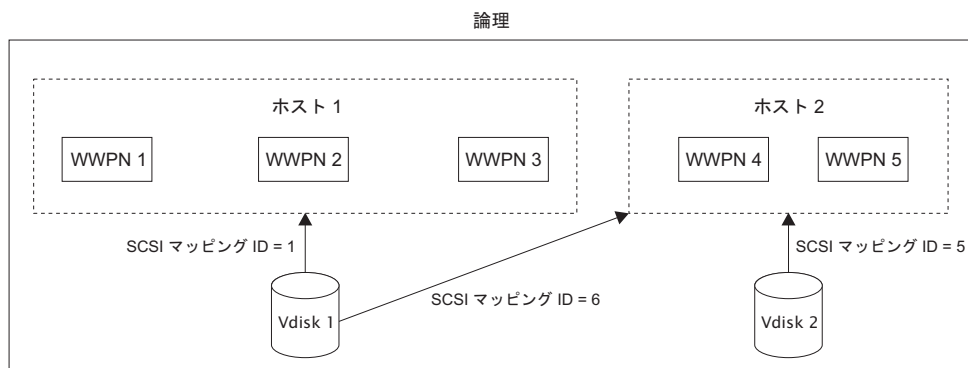 論理
ホスト 1
ホスト 2
WWPN 1
WWPN 2
WWPN 3
WWPN 4
WWPN 5
SCSI マッピング ID = 1
SCSI マッピング ID = 5
SCSI マッピング ID = 6
Vdisk 1
Vdisk 2